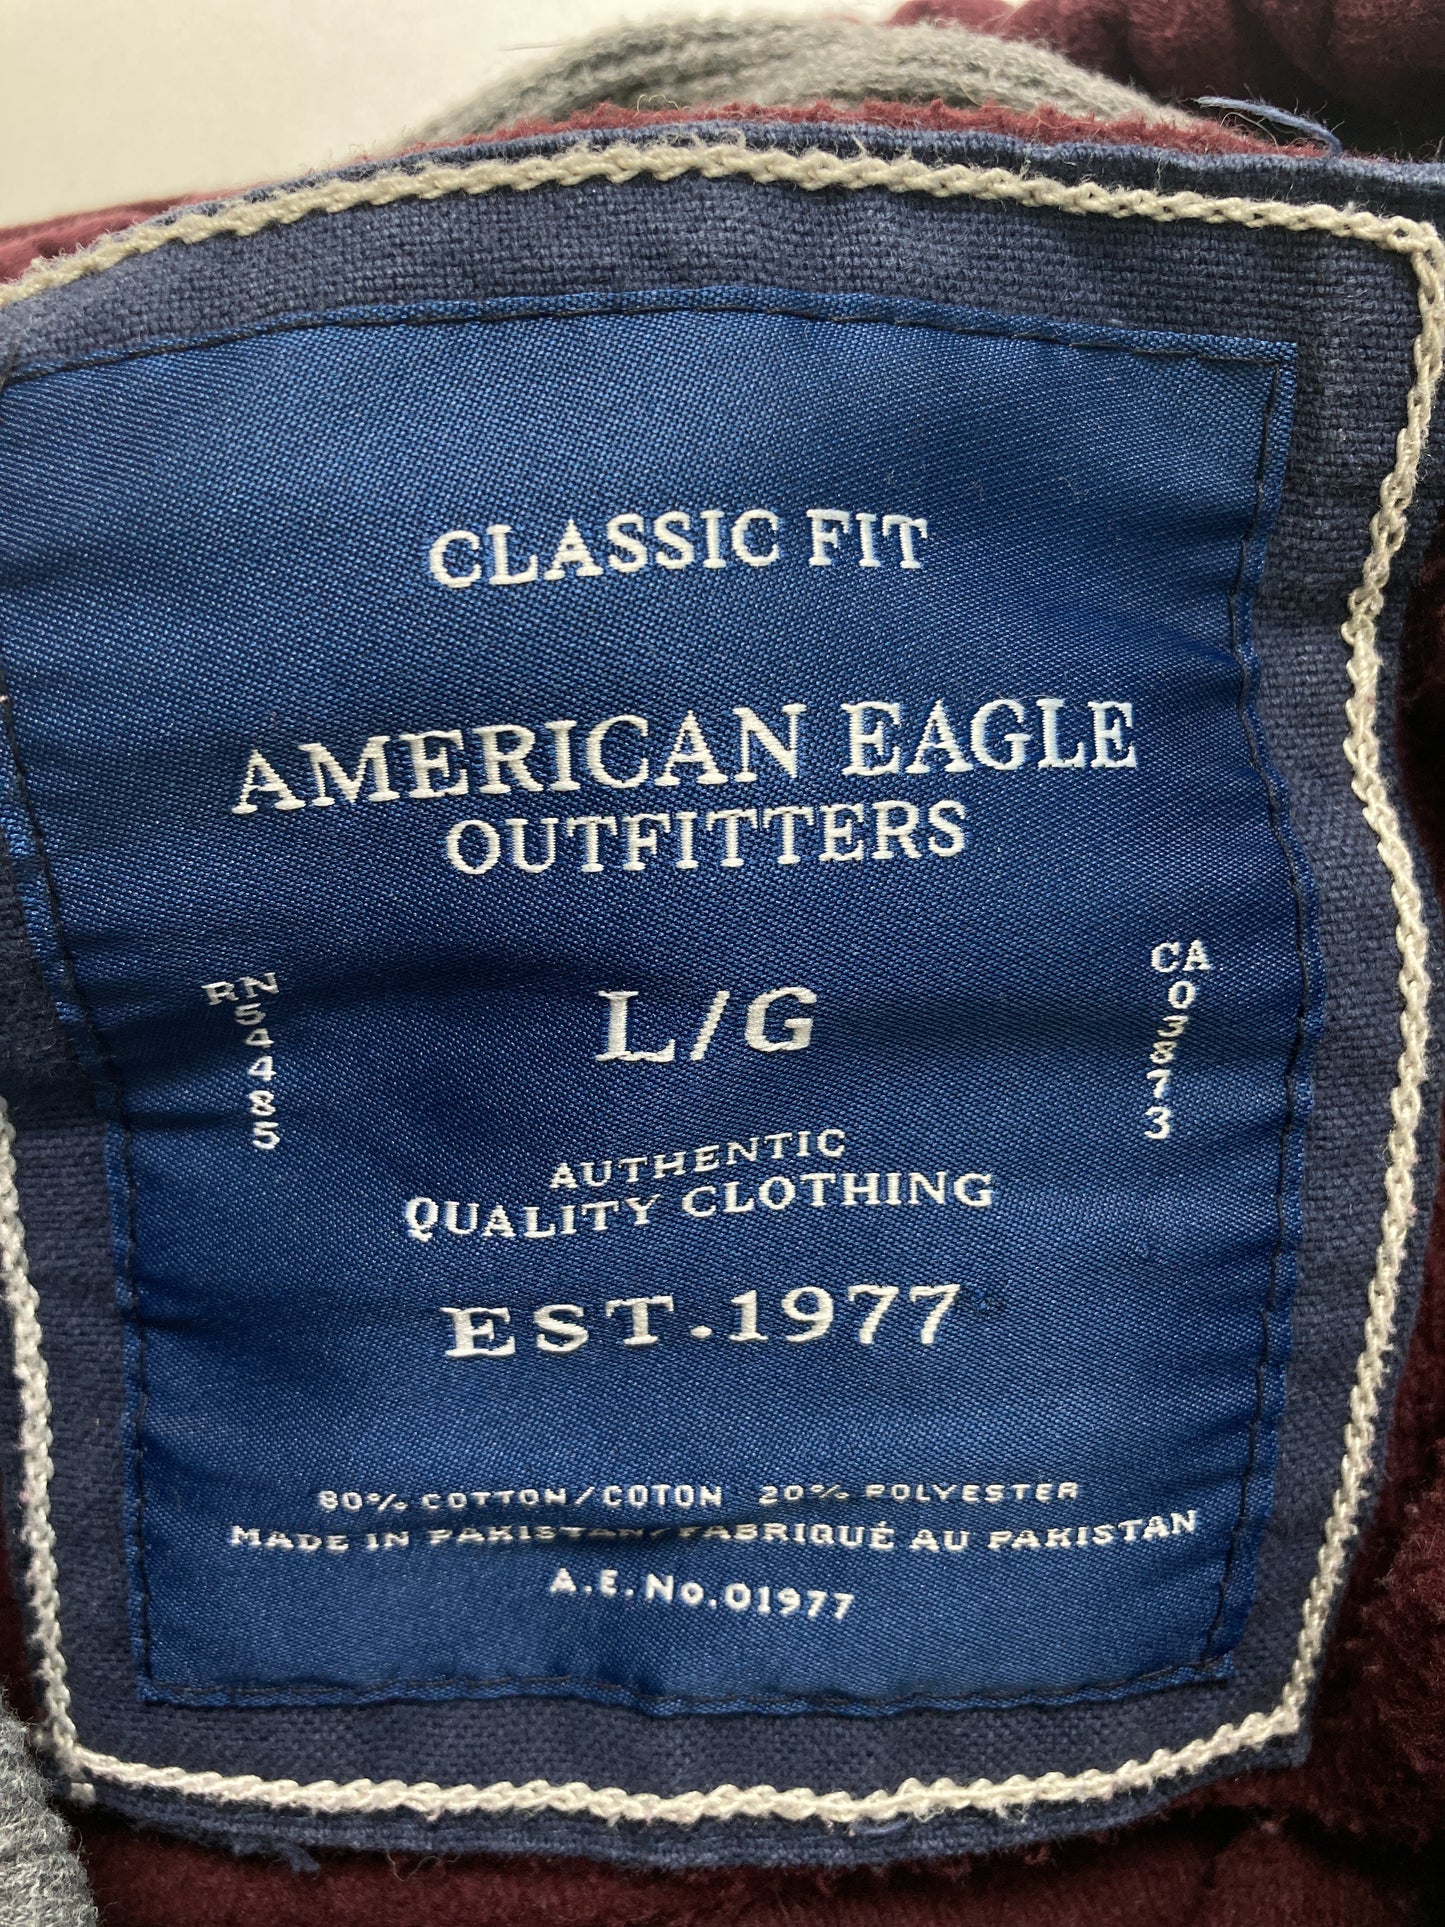 CLASSIC FIT
AMERICAN EAGLE
OUTFITTERS
RN
54485
L/G
CA
03873
AUTHENTIC
QUALITY CLOTHING
EST.1977
80% COTTON/COTON 20% POLYESTER
MADE IN PAKISTAN/FABRIQUÉ AU PAKISTAN
A.E.No.01977